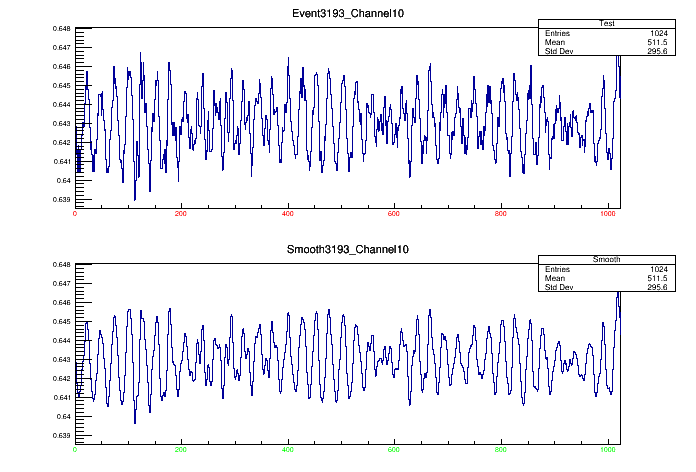 Event3193_Channel10
Test
Entries 1024
Mean 511.5
Std Dev 295.6
0.648
0.647
0.646
0.645
0.644
0.643
0.642
0.641
0.64
0.639
0 200 400 600 800 1000
Smooth3193_Channel10
Smooth
Entries 1024
Mean 511.5
Std Dev 295.6
0.648
0.647
0.646
0.645
0.644
0.643
0.642
0.641
0.64
0.639
0 200 400 600 800 1000